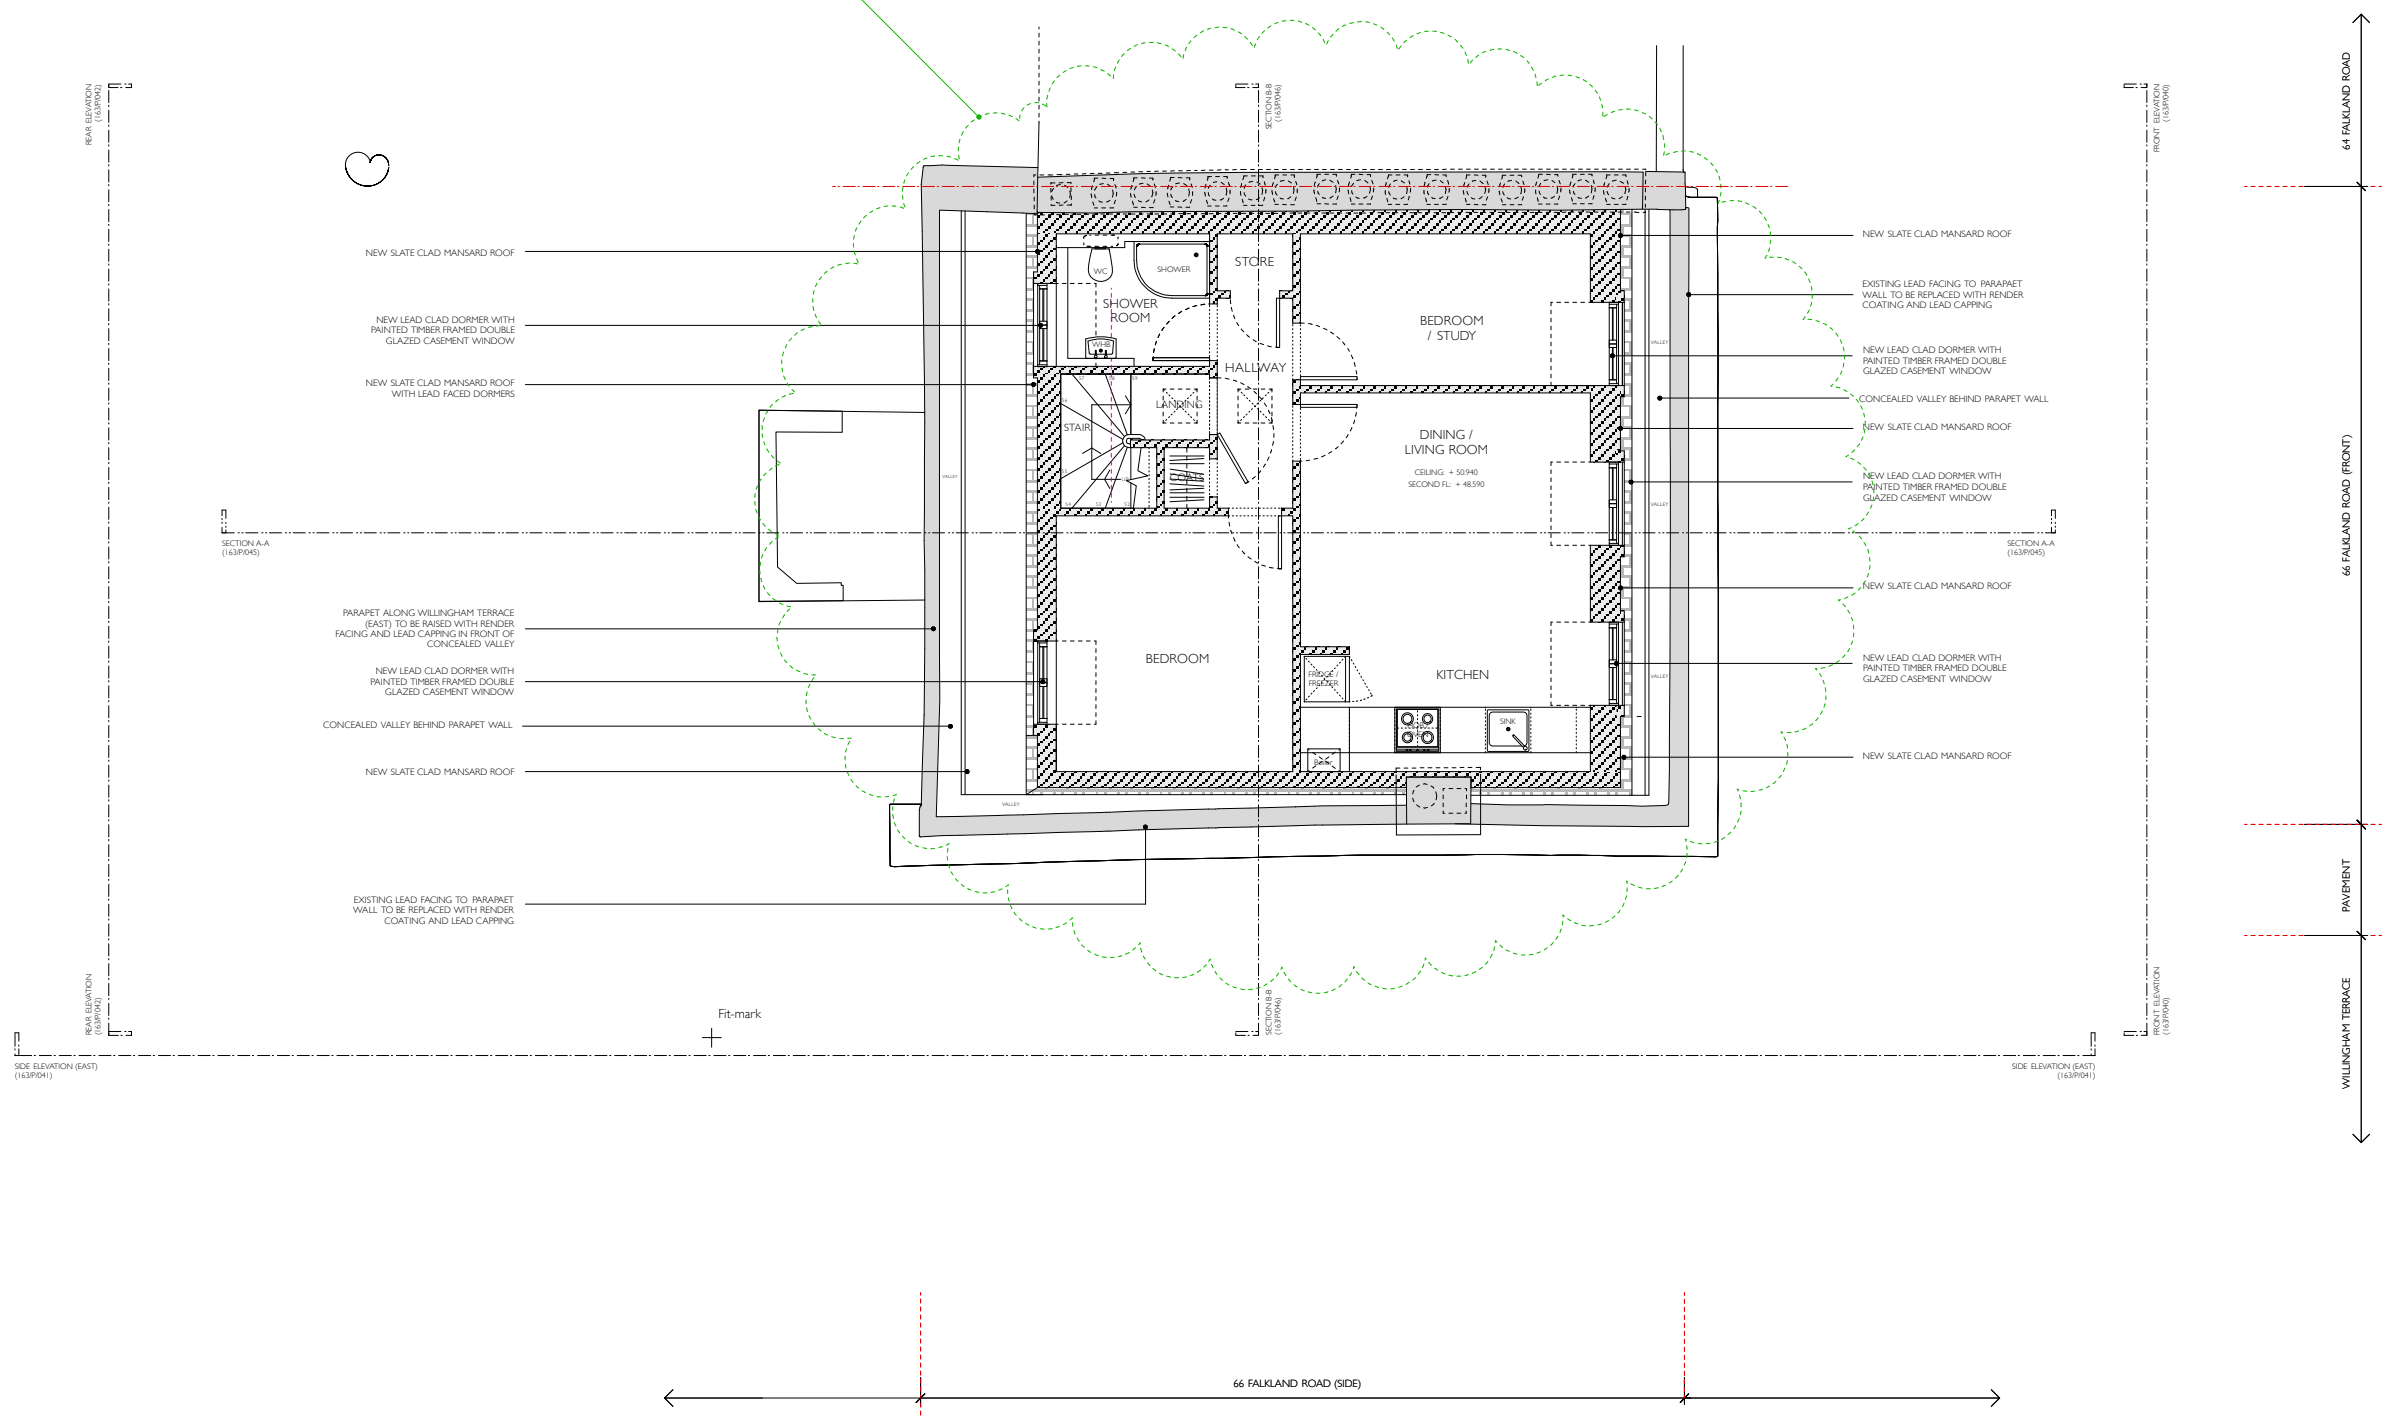 REAR ELEVATION
(163/P/042)
SECTION B-B
(163/P/046)
FRONT ELEVATION
(163/P/040)
64 FALKLAND ROAD
NEW SLATE CLAD MANSARD ROOF
NEW LEAD CLAD DORMER WITH
PAINTED TIMBER FRAMED DOUBLE
GLAZED CASEMENT WINDOW
NEW SLATE CLAD MANSARD ROOF
WITH LEAD FACED DORMERS
SECTION A-A
(163/P/045)
PARAPET ALONG WILLINGHAM TERRACE
(EAST) TO BE RAISED WITH RENDER
FACING AND LEAD CAPPING IN FRONT OF
CONCEALED VALLEY
NEW LEAD CLAD DORMER WITH
PAINTED TIMBER FRAMED DOUBLE
GLAZED CASEMENT WINDOW
CONCEALED VALLEY BEHIND PARAPET WALL
NEW SLATE CLAD MANSARD ROOF
EXISTING LEAD FACING TO PARAPAET
WALL TO BE REPLACED WITH RENDER
COATING AND LEAD CAPPING
VALLEY
VALLEY
WC
SHOWER
SHOWER
ROOM
WHB
STORE
HALLWAY
LANDING
STAIR
COATS
BEDROOM
/ STUDY
DINING /
LIVING ROOM
CEILING: + 50.940
SECOND FL: + 48.590
BEDROOM
KITCHEN
FRIDGE /
FREEZER
SINK
Boiler
VALLEY
VALLEY
VALLEY
NEW SLATE CLAD MANSARD ROOF
EXISTING LEAD FACING TO PARAPAET
WALL TO BE REPLACED WITH RENDER
COATING AND LEAD CAPPING
NEW LEAD CLAD DORMER WITH
PAINTED TIMBER FRAMED DOUBLE
GLAZED CASEMENT WINDOW
CONCEALED VALLEY BEHIND PARAPET WALL
NEW SLATE CLAD MANSARD ROOF
NEW LEAD CLAD DORMER WITH
PAINTED TIMBER FRAMED DOUBLE
GLAZED CASEMENT WINDOW
SECTION A-A
(163/P/045)
NEW SLATE CLAD MANSARD ROOF
NEW LEAD CLAD DORMER WITH
PAINTED TIMBER FRAMED DOUBLE
GLAZED CASEMENT WINDOW
NEW SLATE CLAD MANSARD ROOF
66 FALKLAND ROAD (FRONT)
PAVEMENT
WILLINGHAM TERRACE
REAR ELEVATION
(163/P/042)
Fit-mark
SECTION B-B
(163/P/046)
FRONT ELEVATION
(163/P/040)
SIDE ELEVATION (EAST)
(163/P/041)
SIDE ELEVATION (EAST)
(163/P/041)
66 FALKLAND ROAD (SIDE)